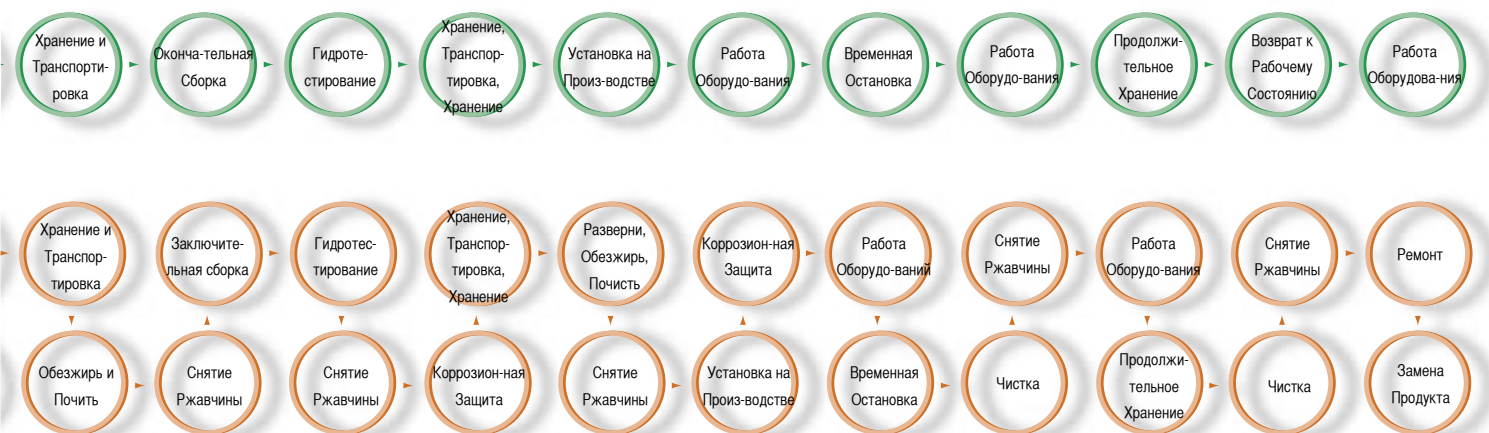 Хранение и
Транспорти-
ровка
Оконча-тельная
Сборка
Гидроте-
стирование
Хранение,
Транспор-
тировка,
Хранение
Установка на
Произ-водстве
Работа
Оборудо-вания
Временная
Остановка
Работа
Оборудо-вания
Продолжи-
тельное
Хранение
Возврат к
Рабочему
Состоянию
Работа
Оборудова-ния
Хранение и
Транспор-
тировка
Заключите-
льная сборка
Гидротес-
тирование
Хранение,
Транспор-
тировка,
Хранение
Разверни,
Обезжирь,
Почисть
Коррозион-ная
Защита
Работа
Оборудо-ваний
Снятие
Ржавчины
Работа
Оборудо-вания
Снятие
Ржавчины
Ремонт
Обезжирь и
Почить
Снятие
Ржавчины
Снятие
Ржавчины
Коррозион-ная
Защита
Снятие
Ржавчины
Установка на
Произ-водстве
Временная
Остановка
Чистка
Продолжи-
тельное
Хранение
Чистка
Замена
Продукта